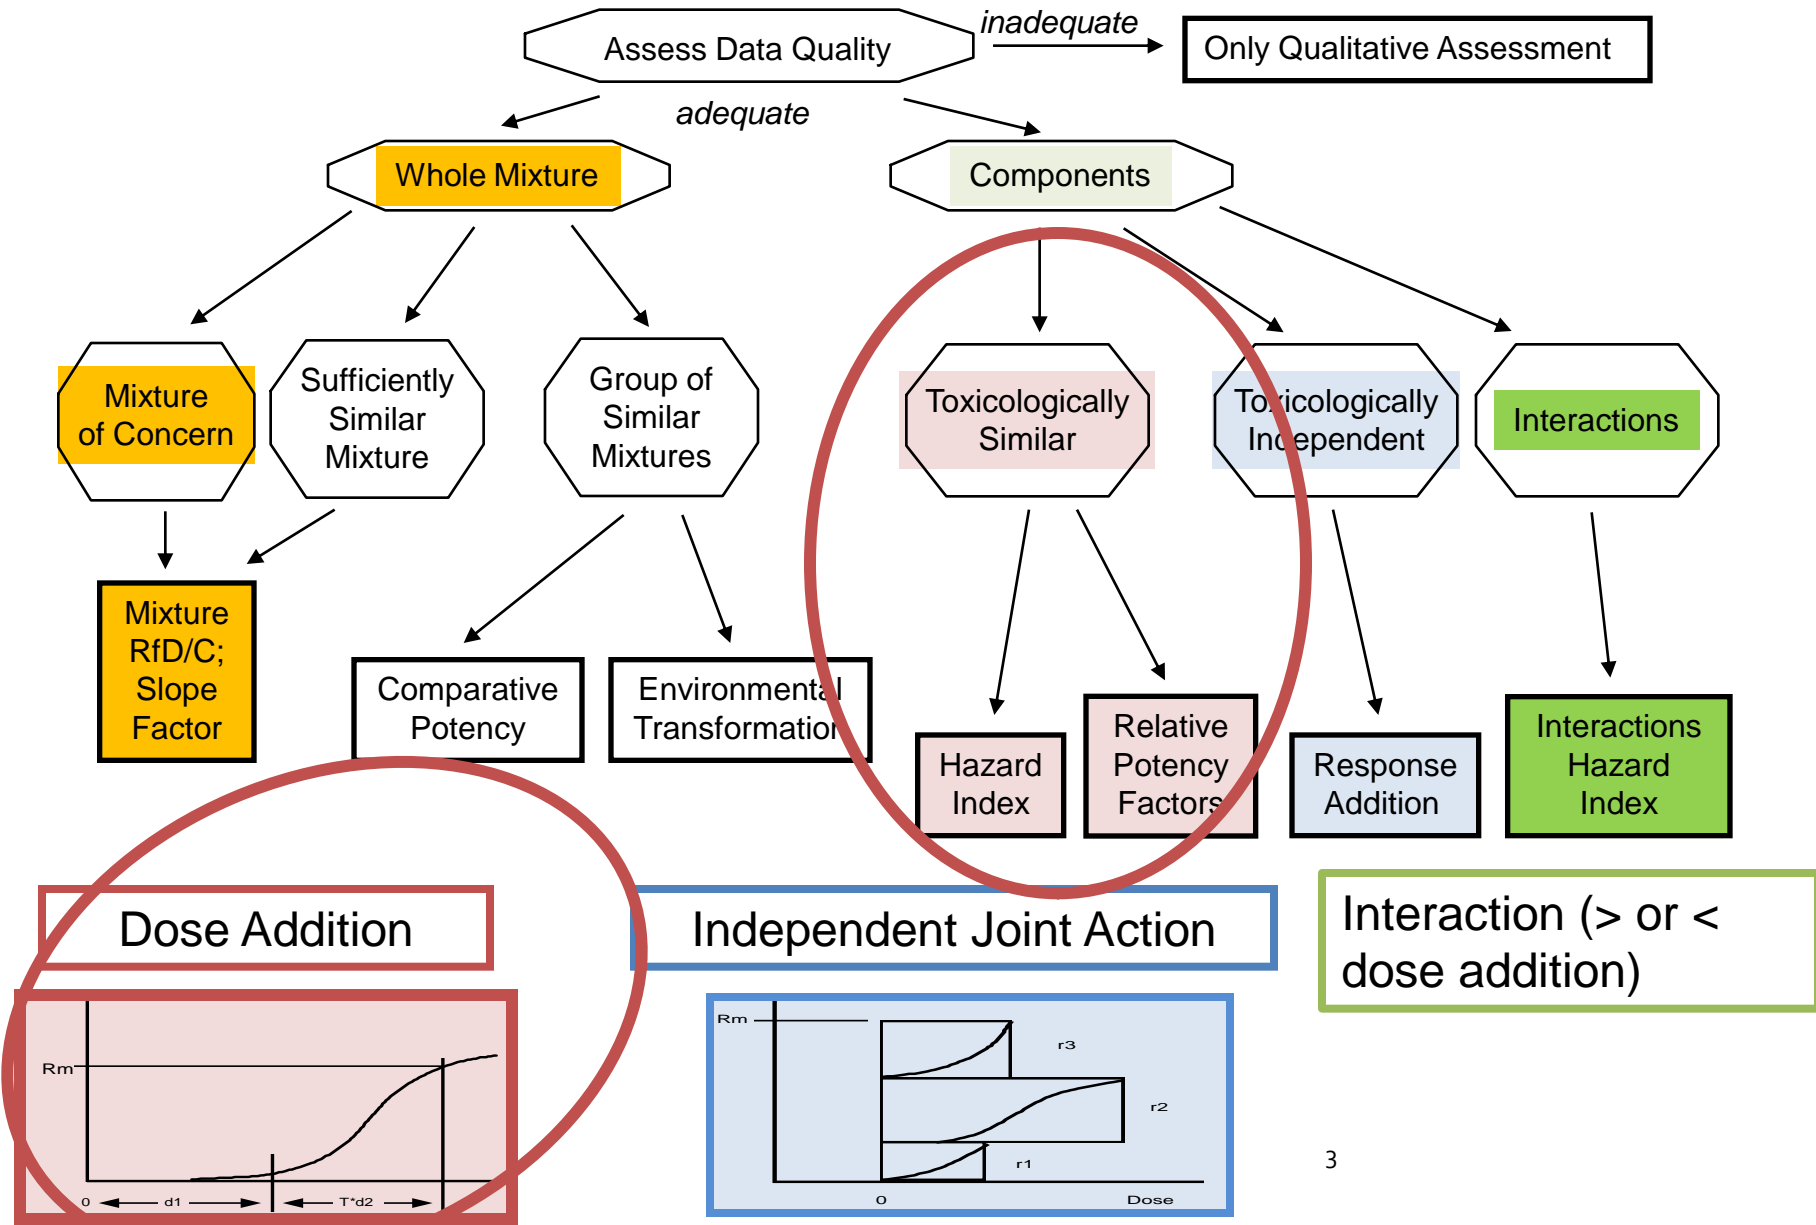 Assess Data Quality
inadequate
Only Qualitative Assessment
adequate
Whole Mixture
Components
Mixture
of Concern
Sufficiently
Similar
Mixture
Group of
Similar
Mixtures
Toxicologically
Similar
Toxicologically
Independent
Interactions
Mixture
RfD/C;
Slope
Factor
Comparative
Potency
Environmental
Transformation
Hazard
Index
Relative
Potency
Factors
Response
Addition
Interactions
Hazard
Index
Dose Addition
Independent Joint Action
Interaction (> or <
dose addition)
Rm
0
d1
T*d2
Rm
r3
r2
r1
0
Dose
3